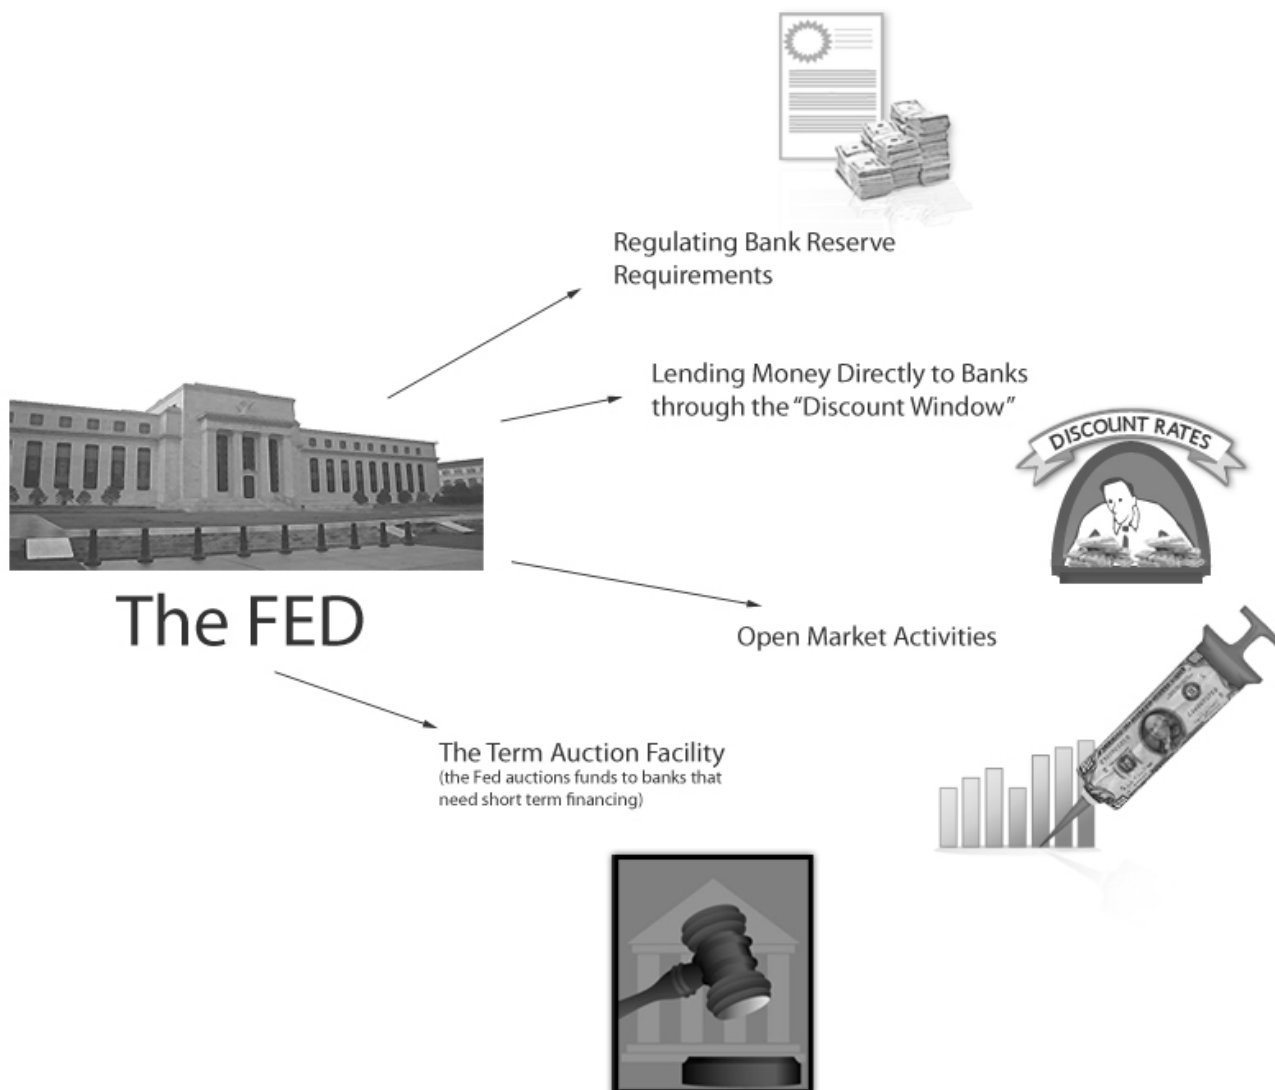 Regulating Bank Reserve
Requirements
Lending Money Directly to Banks
through the “Discount Window”
DISCOUNT RATES
The FED
Open Market Activities
The Term Auction Facility
(the Fed auctions funds to banks that
need short term financing)